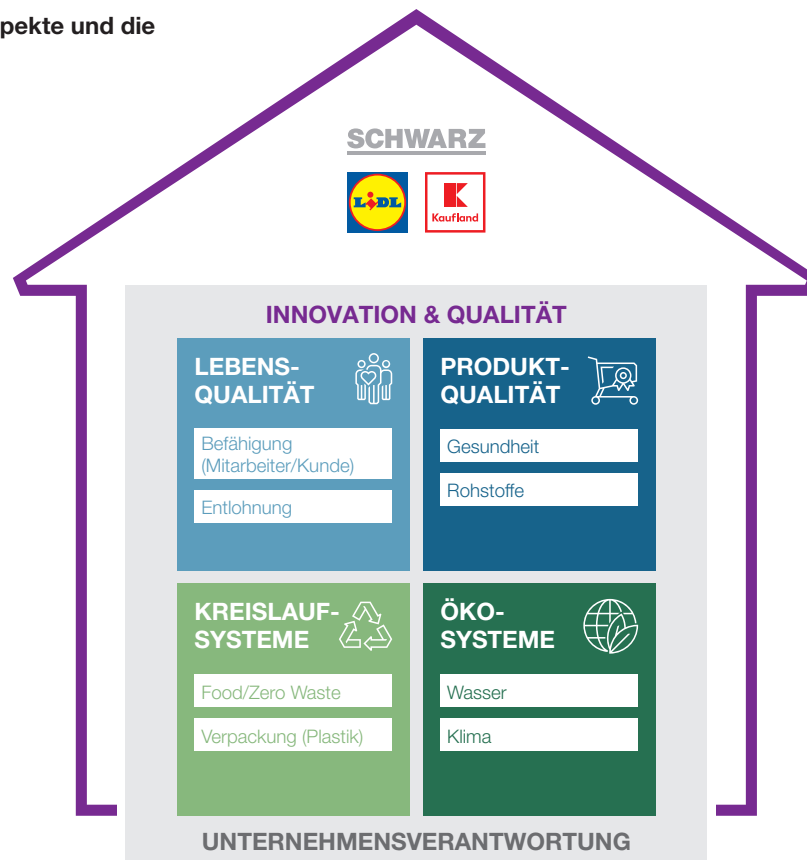 pekte und die
SCHWARZ
LIDL
K
Kaufland
INNOVATION & QUALITÄT
LEBENS-
QUALITÄT
Befähigung
(Mitarbeiter/Kunde)
Entlohnung
PRODUKT-
QUALITÄT
Gesundheit
Rohstoffe
KREISLAUF-
SYSTEME
Food/Zero Waste
Verpackung (Plastik)
ÖKO-
SYSTEME
Wasser
Klima
UNTERNEHMENSVERANTWORTUNG